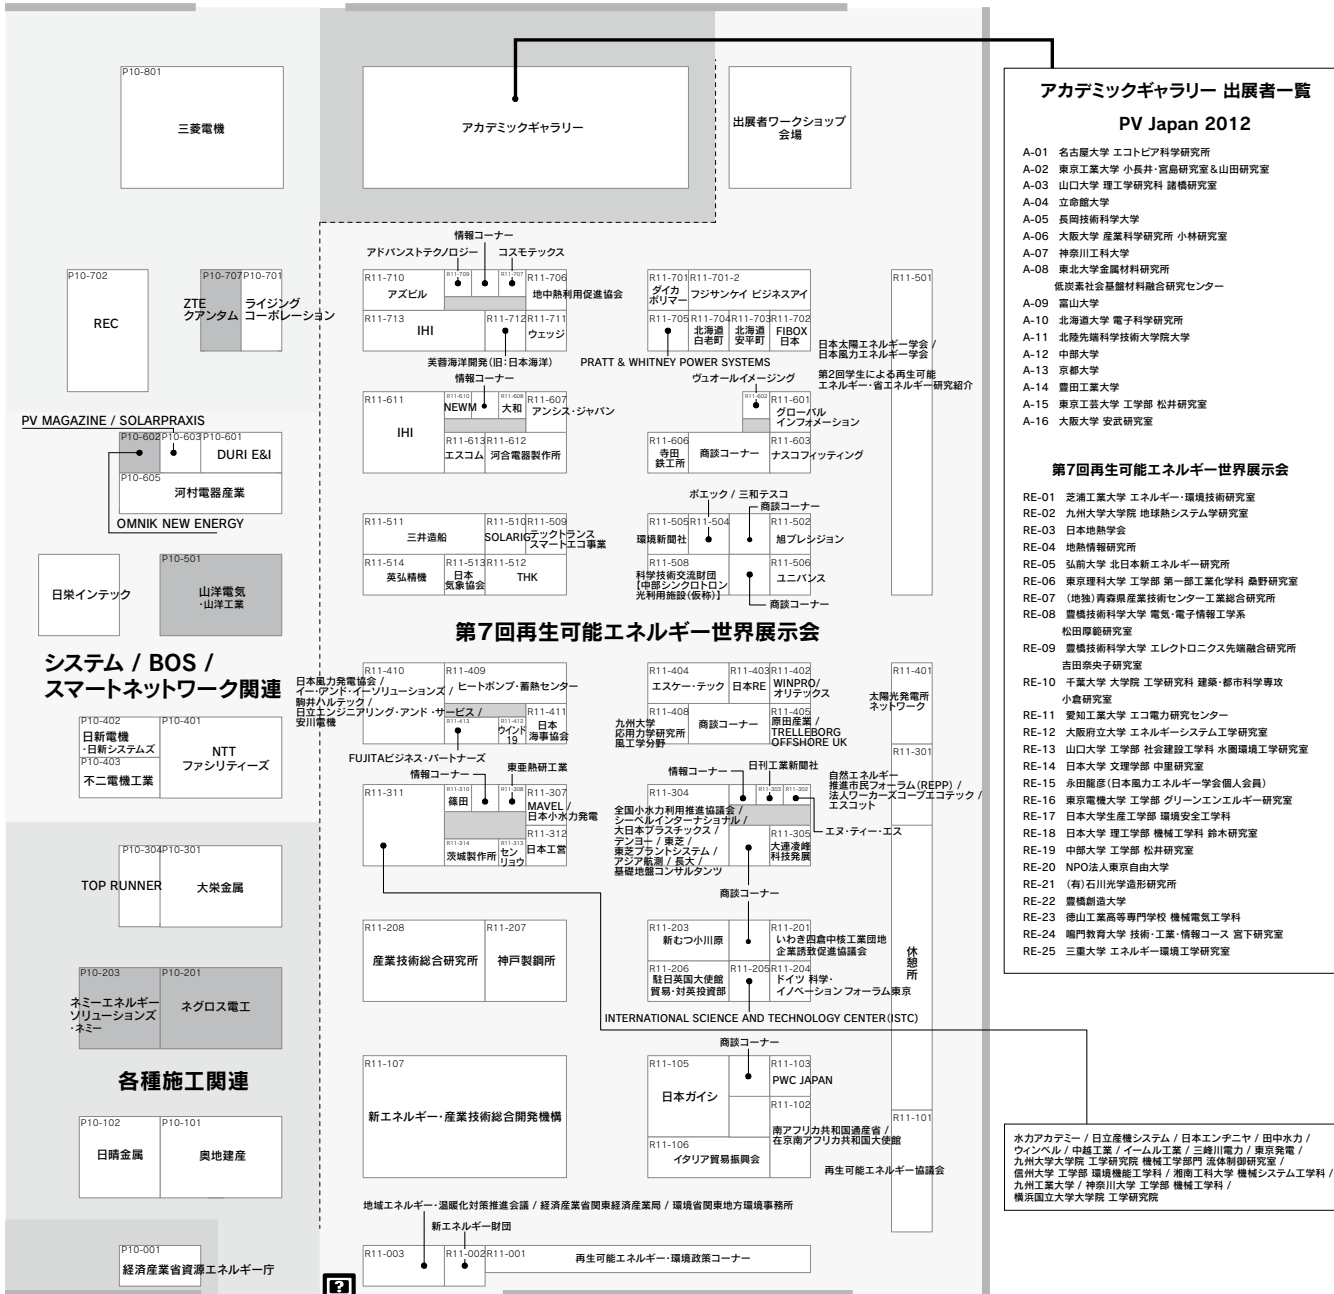 P10-801
三菱電機
アカデミックギャラリー
出展者ワークショップ
会場
P10-702
REC
P10-707
ZTE
クアンタム
P10-701
ライジング
コーポレーション
PV MAGAZINE / SOLARPRAXIS
P10-602
P10-603
P10-601
DURI E&I
P10-605
河村電器産業
OMNIK NEW ENERGY
日栄インテック
P10-501
山洋電気
・山洋工業
システム / BOS /
スマートネットワーク関連
P10-402
日新電機
・日新システムズ
P10-403
不二電機工業
P10-401
NTT
ファシリティーズ
P10-304
TOP RUNNER
P10-301
大栄金属
P10-203
ネミーエネルギー
ソリューションズ
・ネミー
P10-201
ネグロス電工
各種施工関連
P10-102
日晴金属
P10-101
奥地建産
P10-001
経済産業省資源エネルギー庁
情報コーナー
アドバンストテクノロジー
コスモテックス
R11-710
アズビル
R11-709
R11-707
R11-706
地中熱利用促進協会
R11-713
IHI
R11-712
R11-711
ウェッジ
芙蓉海洋開発(旧:日本海洋)
R11-701
ダイカ
ポリマー
R11-701-2
フジサンケイ ビジネスアイ
R11-705
R11-704
北海道
白老町
R11-703
北海道
安平町
R11-702
FIBOX
日本
PRATT & WHITNEY POWER SYSTEMS
R11-501
日本太陽エネルギー学会 /
日本風力エネルギー学会
第2回学生による再生可能
エネルギー・省エネルギー研究紹介
情報コーナー
R11-611
IHI
R11-610
NEWM
R11-608
大和
R11-607
アンシス・ジャパン
R11-613
エスコム
R11-612
河合電器製作所
ヴュオールイメージング
R11-602
R11-601
グローバル
インフォメーション
R11-606
寺田
鉄工所
商談コーナー
R11-603
ナスコフィッティング
R11-511
三井造船
R11-510
SOLARIG
R11-509
テックトランス
スマートエコ事業
R11-514
英弘精機
R11-513
日本
気象協会
R11-512
THK
ポエック / 三和テスコ
商談コーナー
R11-505
環境新聞社
R11-504
R11-502
旭プレシジョン
R11-508
科学技術交流財団
【中部シンクロトロン
光利用施設(仮称)】
R11-506
ユニバンス
商談コーナー
第7回再生可能エネルギー世界展示会
R11-410
日本風力発電協会 /
イー・アンド・イーソリューションズ /
駒井ハルテック /
日立エンジニアリング・アンド・サービス /
安川電機
R11-409
ヒートポンプ・蓄熱センター
R11-413
R11-412
ウインド
19
R11-411
日本
海事協会
FUJITAビジネス・パートナーズ
R11-404
エスケー・テック
R11-403
日本RE
R11-402
WINPRO/
オリテックス
R11-408
九州大学
応用力学研究所
風工学分野
商談コーナー
R11-405
原田産業 /
TRELLEBORG
OFFSHORE UK
R11-401
太陽光発電所
ネットワーク
R11-301
東亜熱研工業
情報コーナー
R11-311
R11-310
篠田
R11-308
R11-307
MAVEL /
日本小水力発電
R11-314
茨城製作所
R11-313
セン
リョウ
R11-312
日本工営
日刊工業新聞社
情報コーナー
R11-304
全国小水力利用推進協議会 /
シーベルインターナショナル /
大日本プラスチックス /
デンヨー / 東芝 /
東芝プラントシステム /
アジア航測 / 長大 /
基礎地盤コンサルタンツ
R11-303
R11-302
自然エネルギー
推進市民フォーラム(REPP) /
法人ワーカーズコープエコテック /
エスコット
エヌ・ティー・エス
R11-305
大連凌峰
科技発展
商談コーナー
R11-208
産業技術総合研究所
R11-207
神戸製鋼所
R11-203
新むつ小川原
R11-201
いわき四倉中核工業団地
企業誘致促進協議会
R11-206
駐日英国大使館
貿易・対英投資部
R11-205
R11-204
ドイツ 科学・
イノベーション フォーラム東京
INTERNATIONAL SCIENCE AND TECHNOLOGY CENTER(ISTC)
休憩所
商談コーナー
R11-107
新エネルギー・産業技術総合開発機構
R11-105
日本ガイシ
R11-103
PWC JAPAN
R11-102
南アフリカ共和国通産省 /
在京南アフリカ共和国大使館
R11-106
イタリア貿易振興会
R11-101
再生可能エネルギー協議会
地域エネルギー・温暖化対策推進会議 / 経済産業省関東経済産業局 / 環境省関東地方環境事務所
新エネルギー財団
R11-003
R11-002
R11-001
再生可能エネルギー・環境政策コーナー
?
アカデミックギャラリー 出展者一覧
PV Japan 2012
A-01 名古屋大学 エコトピア科学研究所
A-02 東京工業大学 小長井・宮島研究室&山田研究室
A-03 山口大学 理工学研究科 諸橋研究室
A-04 立命館大学
A-05 長岡技術科学大学
A-06 大阪大学 産業科学研究所 小林研究室
A-07 神奈川工科大学
A-08 東北大学金属材料研究所
低炭素社会基盤材料融合研究センター
A-09 富山大学
A-10 北海道大学 電子科学研究所
A-11 北陸先端科学技術大学院大学
A-12 中部大学
A-13 京都大学
A-14 豊田工業大学
A-15 東京工芸大学 工学部 松井研究室
A-16 大阪大学 安武研究室
第7回再生可能エネルギー世界展示会
RE-01 芝浦工業大学 エネルギー・環境技術研究室
RE-02 九州大学大学院 地球熱システム学研究室
RE-03 日本地熱学会
RE-04 地熱情報研究所
RE-05 弘前大学 北日本新エネルギー研究所
RE-06 東京理科大学 工学部 第一部工業化学科 桑野研究室
RE-07 (地独)青森県産業技術センター工業総合研究所
RE-08 豊橋技術科学大学 電気・電子情報工学系
松田厚範研究室
RE-09 豊橋技術科学大学 エレクトロニクス先端融合研究所
吉田奈央子研究室
RE-10 千葉大学 大学院 工学研究科 建築・都市科学専攻
小倉研究室
RE-11 愛知工業大学 エコ電力研究センター
RE-12 大阪府立大学 エネルギーシステム工学研究室
RE-13 山口大学 工学部 社会建設工学科 水圏環境工学研究室
RE-14 日本大学 文理学部 中里研究室
RE-15 永田龍彦(日本風力エネルギー学会個人会員)
RE-16 東京電機大学 工学部 グリーンエンエルギー研究室
RE-17 日本大学生産工学部 環境安全工学科
RE-18 日本大学 理工学部 機械工学科 鈴木研究室
RE-19 中部大学 工学部 松井研究室
RE-20 NPO法人東京自由大学
RE-21 (有)石川光学造形研究所
RE-22 豊橋創造大学
RE-23 徳山工業高等専門学校 機械電気工学科
RE-24 鳴門教育大学 技術・工業・情報コース 宮下研究室
RE-25 三重大学 エネルギー環境工学研究室
水力アカデミー / 日立産機システム / 日本エンヂニヤ / 田中水力 /
ウィンペル / 中越工業 / イームル工業 / 三峰川電力 / 東京発電 /
九州大学大学院 工学研究院 機械工学部門 流体制御研究室 /
信州大学 工学部 環境機能工学科 / 湘南工科大学 機械システム工学科 /
九州工業大学 / 神奈川大学 工学部 機械工学科 /
横浜国立大学大学院 工学研究院